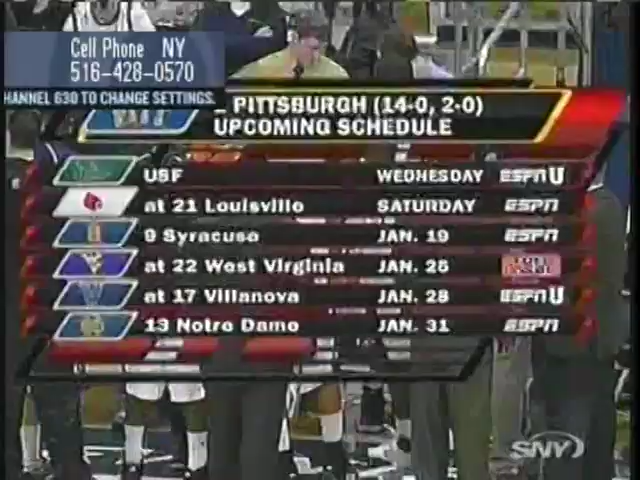 Cell Phone NY
516-428-0570
HANNEL 630 TO CHANGE SETTINGS.
PITTSBURGH (14-0, 2-0)
UPCOMING SCHEDULE
USF WEDNESDAY ESPNU
at 21 Louisville SATURDAY ESPN
9 Syracuse JAN. 19 ESPN
at 22 West Virginia JAN. 25
at 17 Villanova JAN. 28 ESPNU
13 Notre Dame JAN. 31 ESPN
SNY